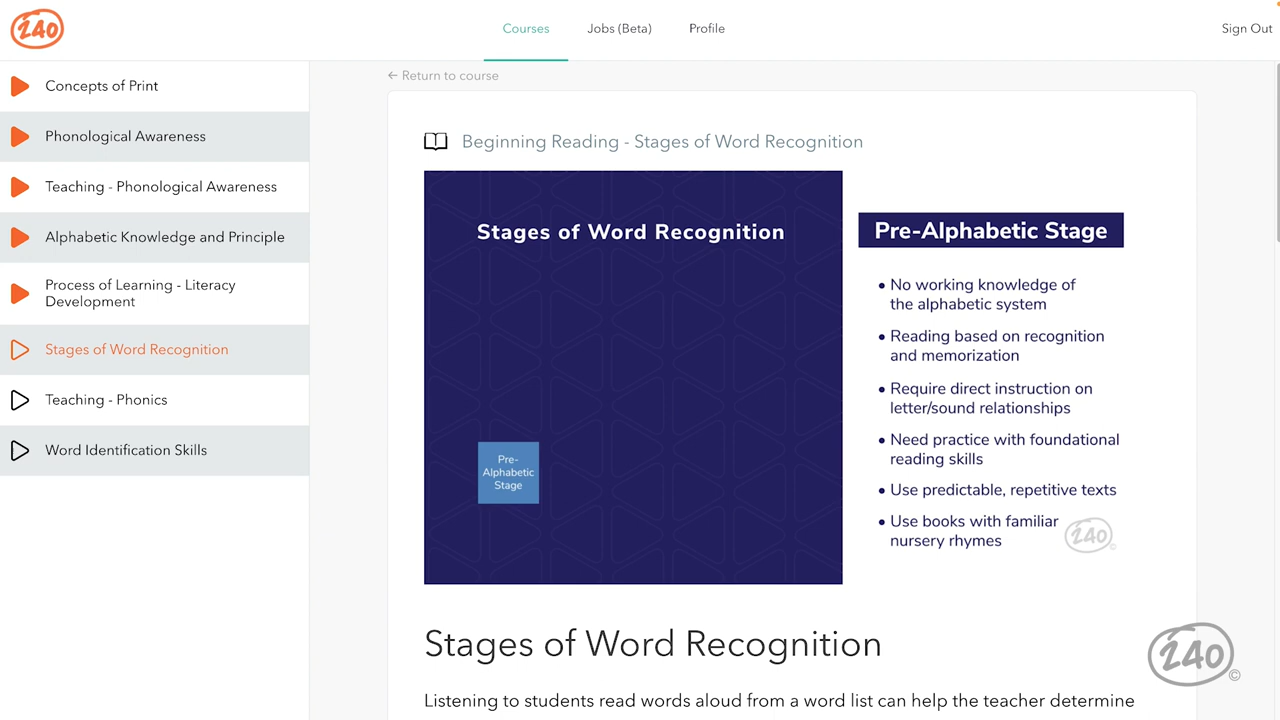 240
Courses
Jobs (Beta)
Profile
Sign Out
Concepts of Print
Phonological Awareness
Teaching - Phonological Awareness
Alphabetic Knowledge and Principle
Process of Learning - Literacy
Development
Stages of Word Recognition
Teaching - Phonics
Word Identification Skills
← Return to course
Beginning Reading - Stages of Word Recognition
Stages of Word Recognition
Pre-
Alphabetic
Stage
Pre-Alphabetic Stage
• No working knowledge of
the alphabetic system
• Reading based on recognition
and memorization
• Require direct instruction on
letter/sound relationships
• Need practice with foundational
reading skills
• Use predictable, repetitive texts
• Use books with familiar
nursery rhymes
240©
Stages of Word Recognition
240©
Listening to students read words aloud from a word list can help the teacher determine